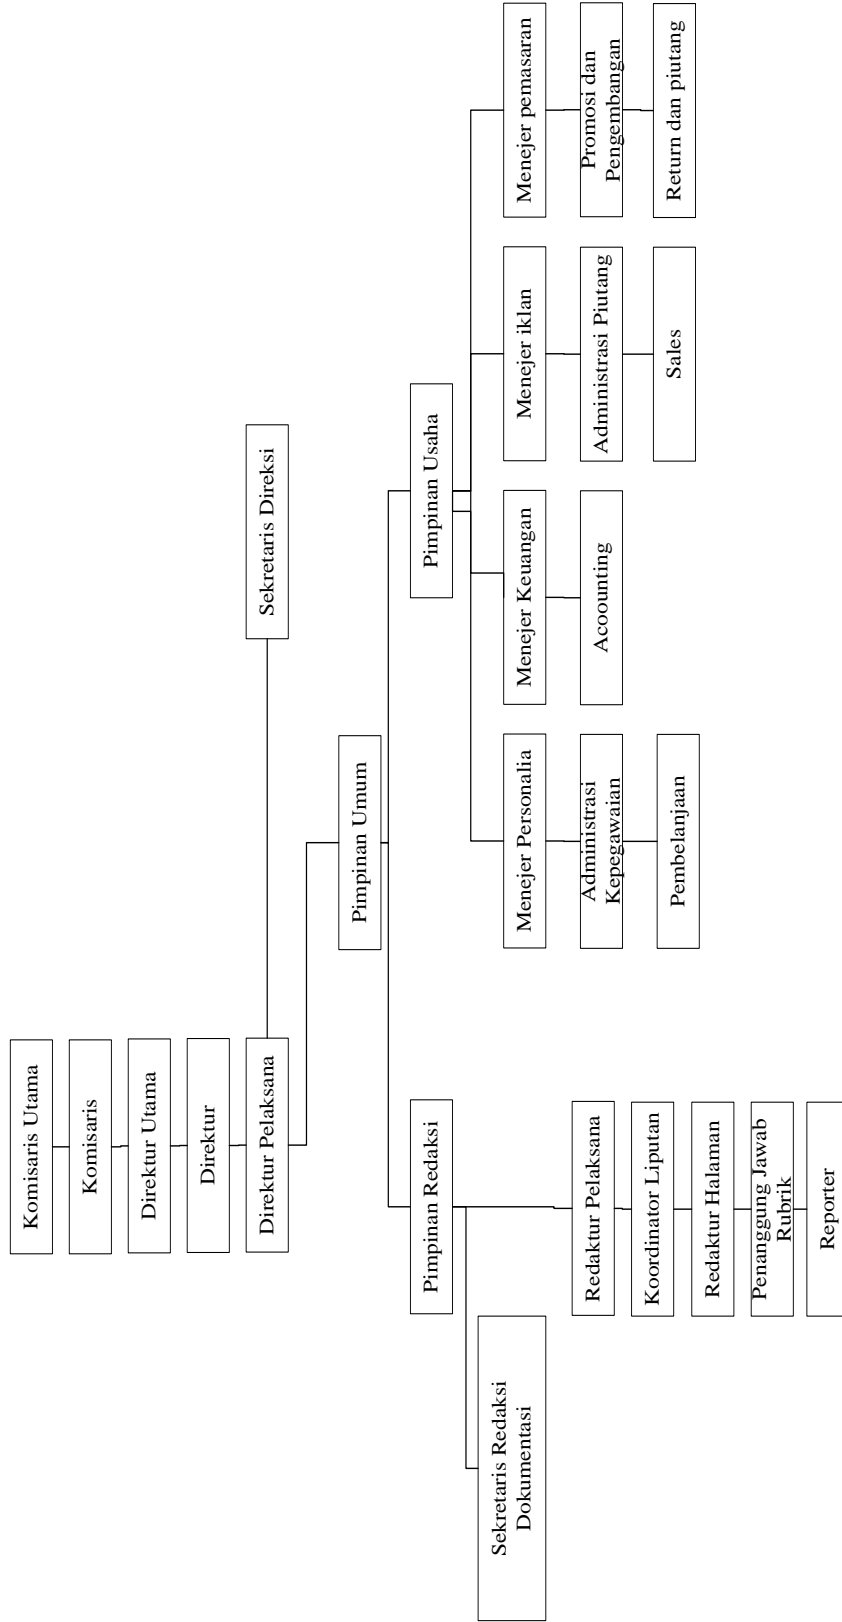 Komisaris Utama
Komisaris
Direktur Utama
Direktur
Direktur Pelaksana
Sekretaris Direksi
Pimpinan Umum
Pimpinan Redaksi
Pimpinan Usaha
Sekretaris Redaksi
Dokumentasi
Redaktur Pelaksana
Koordinator Liputan
Redaktur Halaman
Penanggung Jawab
Rubrik
Reporter
Menejer Personalia
Administrasi
Kepegawaian
Pembelanjaan
Menejer Keuangan
Acoounting
Menejer iklan
Administrasi Piutang
Sales
Menejer pemasaran
Promosi dan
Pengembangan
Return dan piutang